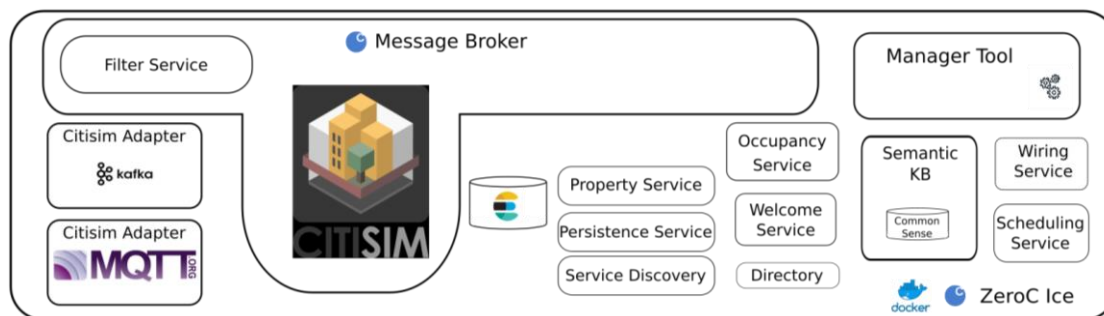 Message Broker
Filter Service
Manager Tool
Citisim Adapter
kafka
Citisim Adapter
MQTT.ORG
CITISIM
Property Service
Persistence Service
Service Discovery
Occupancy
Service
Welcome
Service
Directory
Semantic
KB
Common
Sense
Wiring
Service
Scheduling
Service
docker
ZeroC Ice